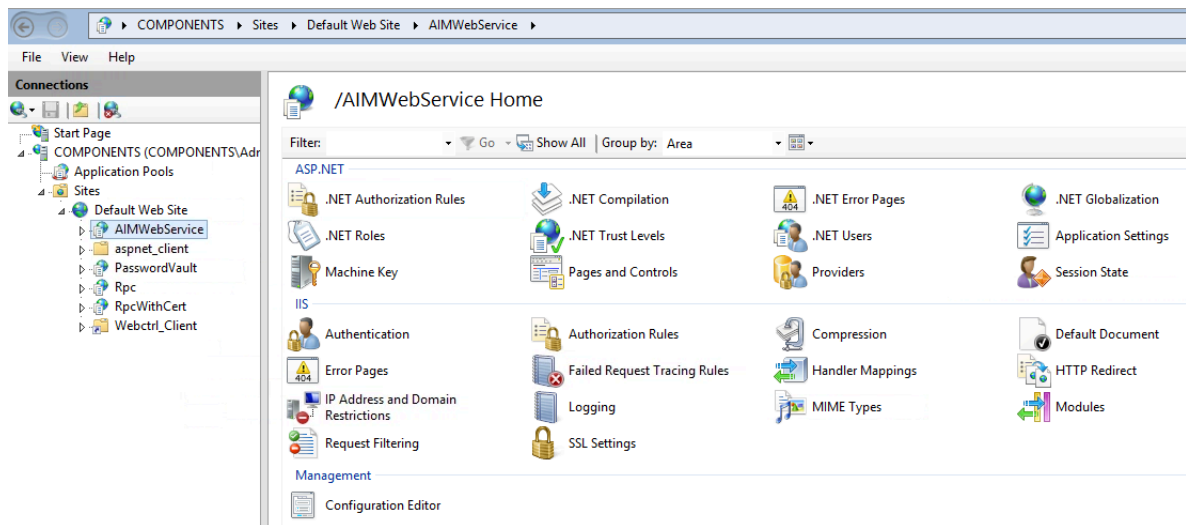 COMPONENTS Sites Default Web Site AIMWebService
File View Help
Connections
Start Page
COMPONENTS (COMPONENTS\Adr
Application Pools
Sites
Default Web Site
AIMWebService
aspnet_client
PasswordVault
Rpc
RpcWithCert
Webctrl_Client
/AIMWebService Home
Filter: Go Show All Group by: Area
ASP.NET
.NET Authorization Rules .NET Compilation .NET Error Pages .NET Globalization
.NET Roles .NET Trust Levels .NET Users Application Settings
Machine Key Pages and Controls Providers Session State
IIS
Authentication Authorization Rules Compression Default Document
Error Pages Failed Request Tracing Rules Handler Mappings HTTP Redirect
IP Address and Domain
Restrictions Logging MIME Types Modules
Request Filtering SSL Settings
Management
Configuration Editor